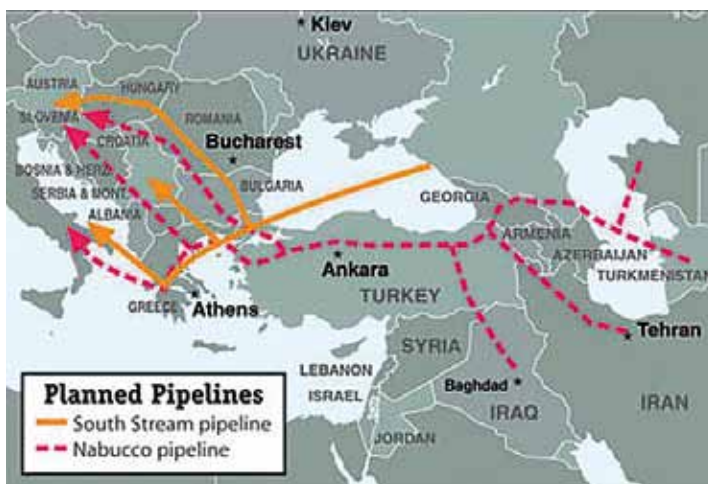 Kiev
UKRAINE
AUSTRIA
HUNGARY
SLOVENIA
ROMANIA
CROATIA
Bucharest
BOSNIA & HERZ.
SERBIA & MONT.
BULGARIA
ALBANIA
GEORGIA
ARMENIA
AZERBAIJAN
TURKMENISTAN
Ankara
TURKEY
GREECE
Athens
Tehran
SYRIA
LEBANON
ISRAEL
Baghdad
IRAQ
IRAN
JORDAN
Planned Pipelines
South Stream pipeline
Nabucco pipeline